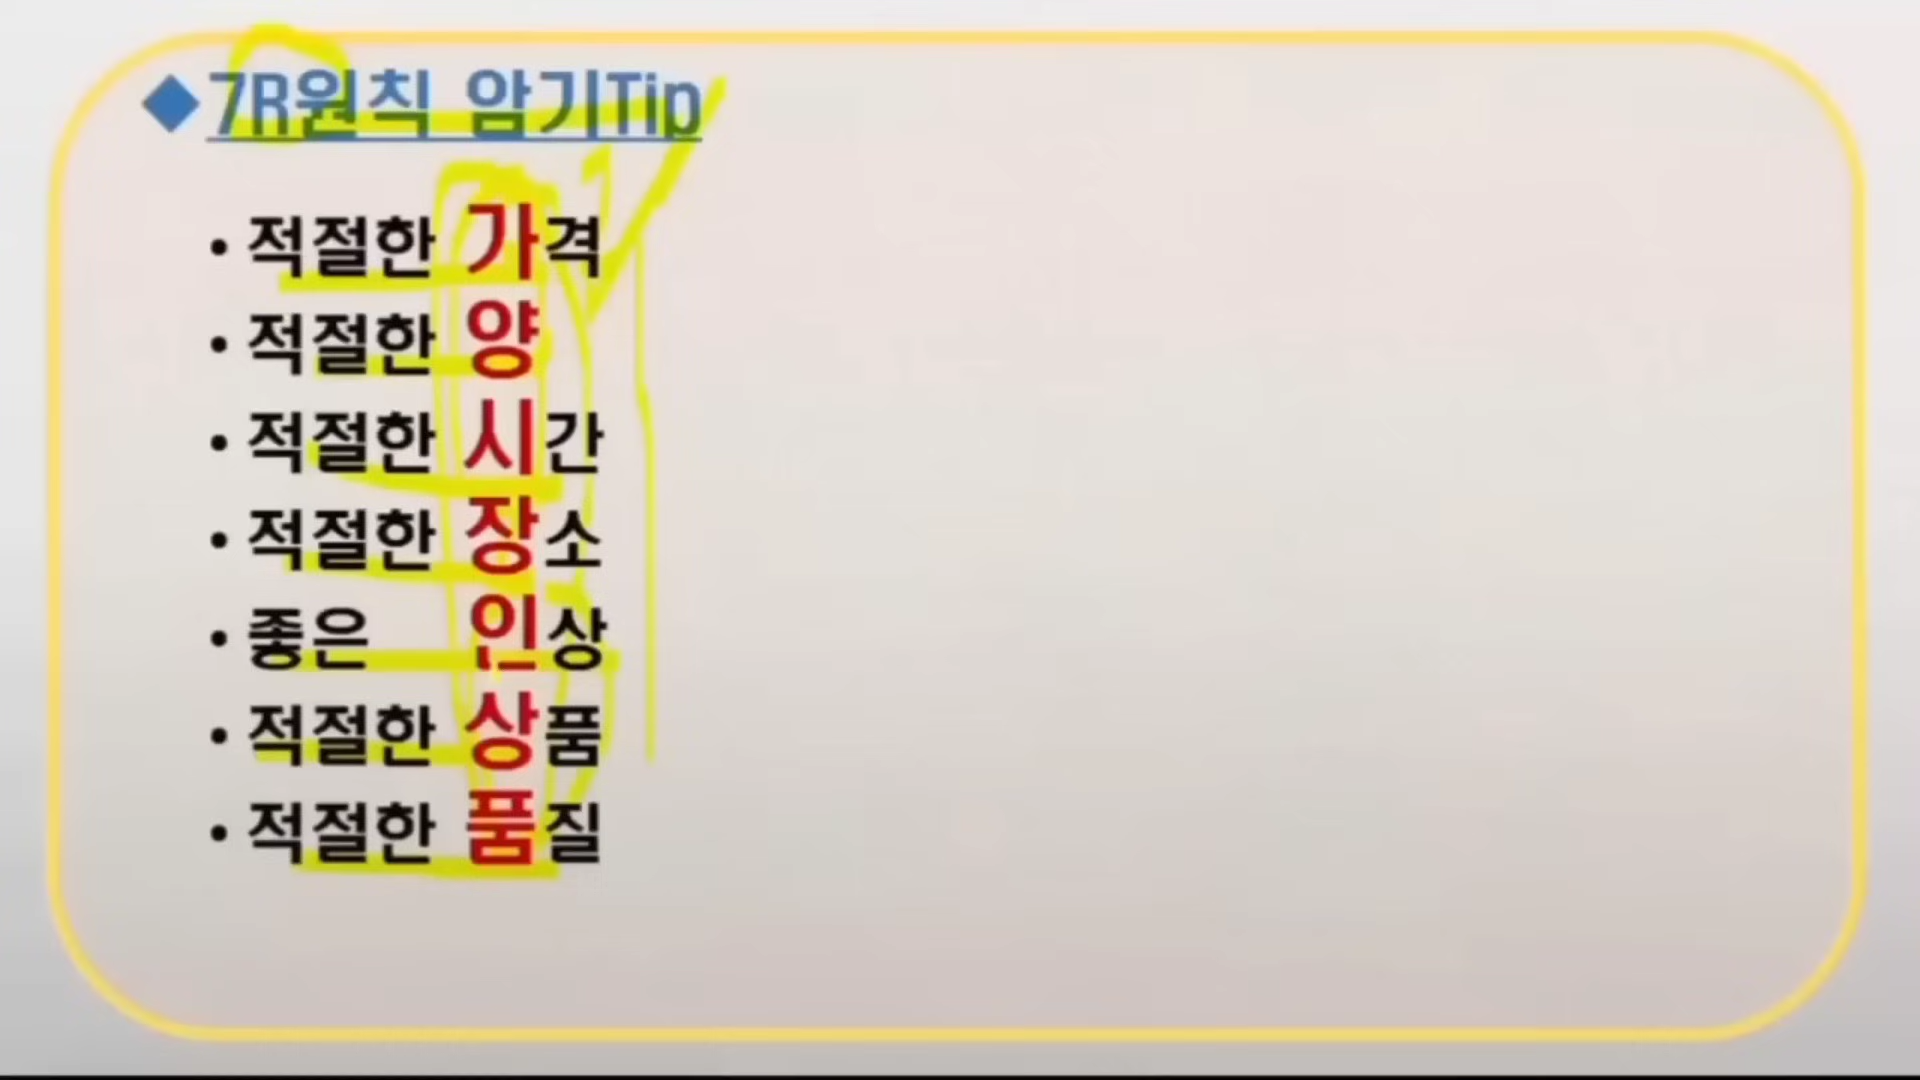 ◆7R원칙 암기Tip
• 적절한 가격
• 적절한 양
• 적절한 시간
• 적절한 장소
• 좋은 인상
• 적절한 상품
• 적절한 품질